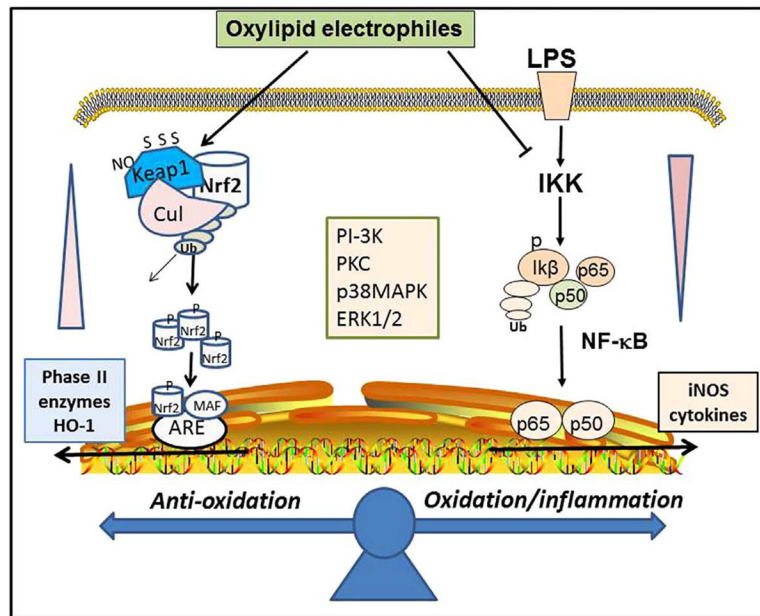 Oxylipid electrophiles
LPS
S S S
NO
Keap1
Nrf2
Cul
Ub
IKK
p
Ikβ
p65
p50
Ub
PI-3K
PKC
p38MAPK
ERK1/2
P
P
P
Nrf2
Nrf2
Nrf2
NF-κB
Phase II
enzymes
HO-1
P
Nrf2
MAF
ARE
p65
p50
iNOS
cytokines
Anti-oxidation
Oxidation/inflammation